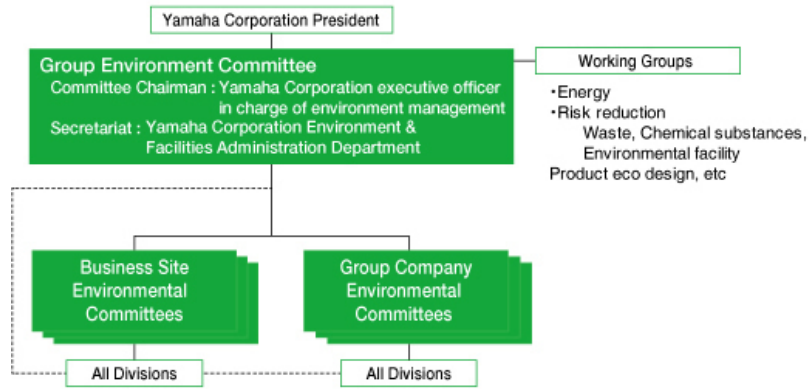 Yamaha Corporation President
Group Environment Committee
Committee Chairman : Yamaha Corporation executive officer
in charge of environment management
Secretariat : Yamaha Corporation Environment &
Facilities Administration Department
Working Groups
・Energy
・Risk reduction
Waste, Chemical substances,
Environmental facility
Product eco design, etc
Business Site
Environmental
Committees
Group Company
Environmental
Committees
All Divisions
All Divisions